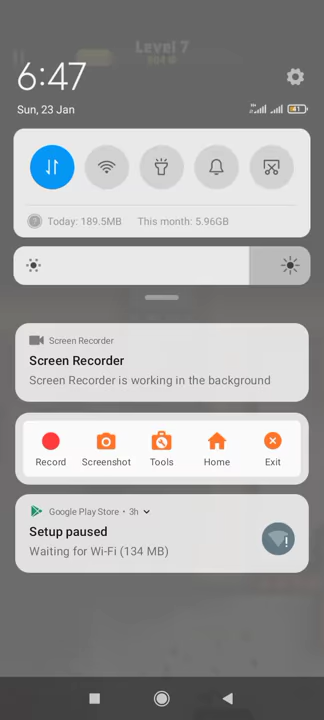 Level 7
6:47
Sun, 23 Jan
Today: 189.5MB This month: 5.96GB
Screen Recorder
Screen Recorder
Screen Recorder is working in the background
Record Screenshot Tools Home Exit
Google Play Store • 3h
Setup paused
Waiting for Wi-Fi (134 MB)